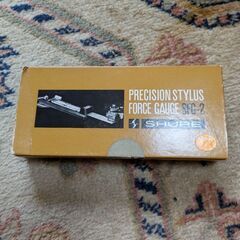 PRECISION STYLUS
FORCE GAUGE SFG-2
SHURE